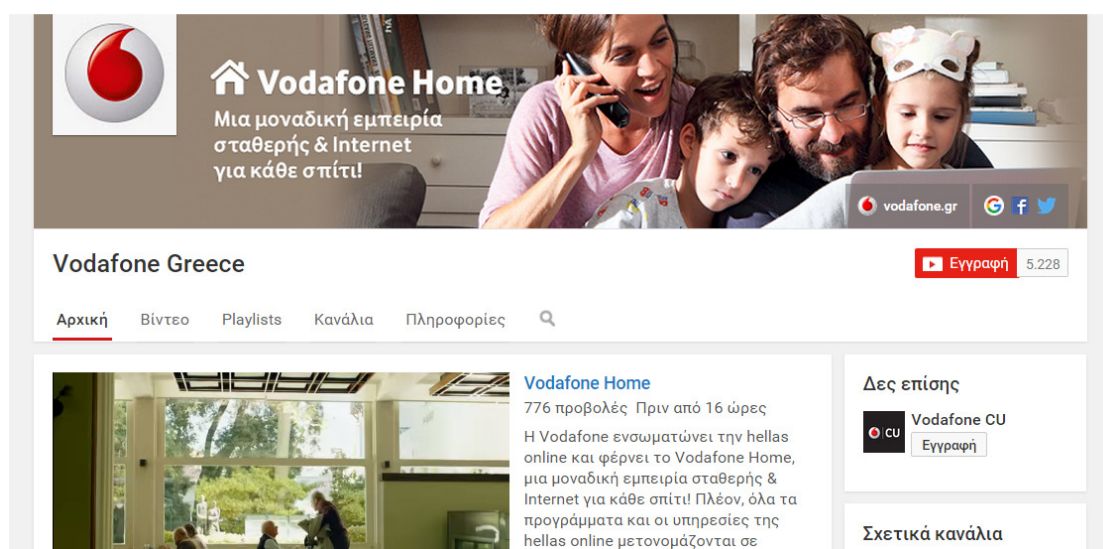 Vodafone Home
Μια μοναδική εμπειρία
σταθερής & Internet
για κάθε σπίτι!
vodafone.gr
Vodafone Greece
Εγγραφή 5.228
Αρχική Βίντεο Playlists Κανάλια Πληροφορίες
Vodafone Home
776 προβολές Πριν από 16 ώρες
Η Vodafone ενσωματώνει την hellas
online και φέρνει το Vodafone Home,
μια μοναδική εμπειρία σταθερής &
Internet για κάθε σπίτι! Πλέον, όλα τα
προγράμματα και οι υπηρεσίες της
hellas online μετονομάζονται σε
Δες επίσης
CU
Vodafone CU
Εγγραφή
Σχετικά κανάλια